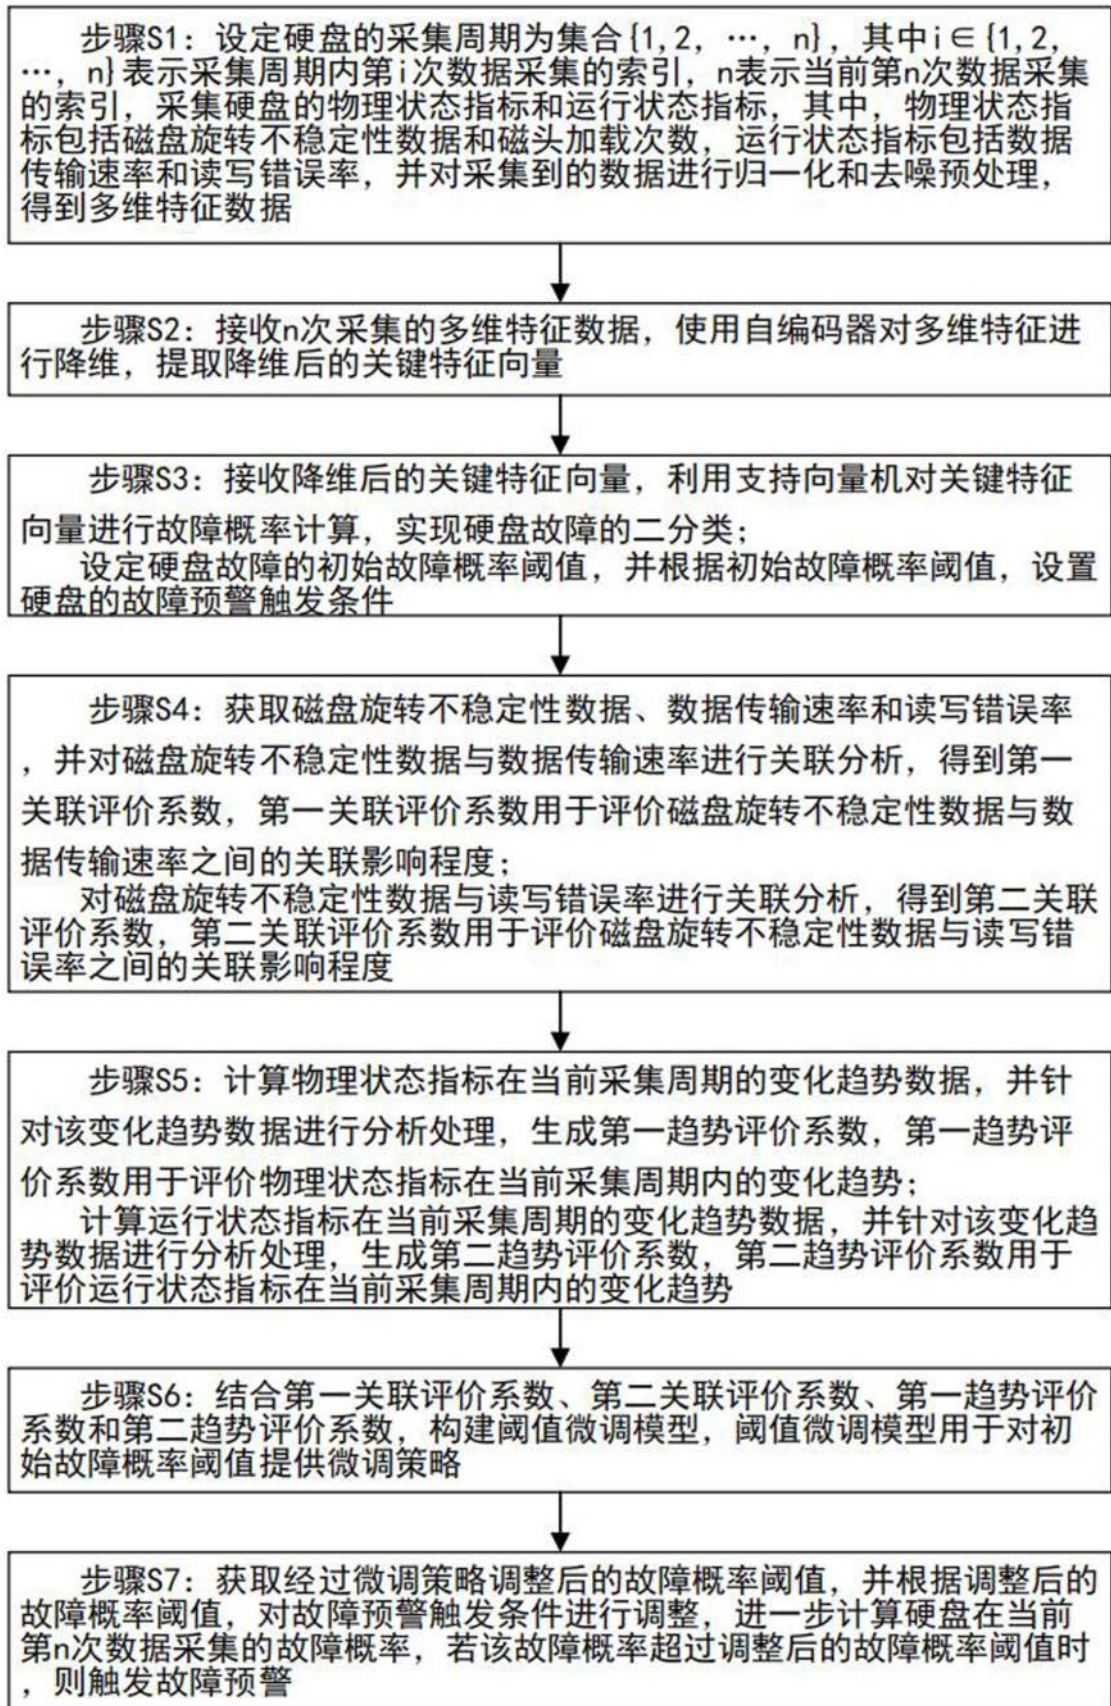 步骤S1：设定硬盘的采集周期为集合{1,2, …, n}，其中i∈{1,2,
…, n}表示采集周期内第i次数据采集的索引，n表示当前第n次数据采集
的索引，采集硬盘的物理状态指标和运行状态指标，其中，物理状态指
标包括磁盘旋转不稳定性数据和磁头加载次数，运行状态指标包括数据
传输速率和读写错误率，并对采集到的数据进行归一化和去噪预处理，
得到多维特征数据
步骤S2：接收n次采集的多维特征数据，使用自编码器对多维特征进
行降维，提取降维后的关键特征向量
步骤S3：接收降维后的关键特征向量，利用支持向量机对关键特征
向量进行故障概率计算，实现硬盘故障的二分类；
设定硬盘故障的初始故障概率阈值，并根据初始故障概率阈值，设置
硬盘的故障预警触发条件
步骤S4：获取磁盘旋转不稳定性数据、数据传输速率和读写错误率
，并对磁盘旋转不稳定性数据与数据传输速率进行关联分析，得到第一
关联评价系数，第一关联评价系数用于评价磁盘旋转不稳定性数据与数
据传输速率之间的关联影响程度；
对磁盘旋转不稳定性数据与读写错误率进行关联分析，得到第二关联
评价系数，第二关联评价系数用于评价磁盘旋转不稳定性数据与读写错
误率之间的关联影响程度
步骤S5：计算物理状态指标在当前采集周期的变化趋势数据，并针
对该变化趋势数据进行分析处理，生成第一趋势评价系数，第一趋势评
价系数用于评价物理状态指标在当前采集周期内的变化趋势；
计算运行状态指标在当前采集周期的变化趋势数据，并针对该变化趋
势数据进行分析处理，生成第二趋势评价系数，第二趋势评价系数用于
评价运行状态指标在当前采集周期内的变化趋势
步骤S6：结合第一关联评价系数、第二关联评价系数、第一趋势评价
系数和第二趋势评价系数，构建阈值微调模型，阈值微调模型用于对初
始故障概率阈值提供微调策略
步骤S7：获取经过微调策略调整后的故障概率阈值，并根据调整后的
故障概率阈值，对故障预警触发条件进行调整，进一步计算硬盘在当前
第n次数据采集的故障概率，若该故障概率超过调整后的故障概率阈值时
，则触发故障预警